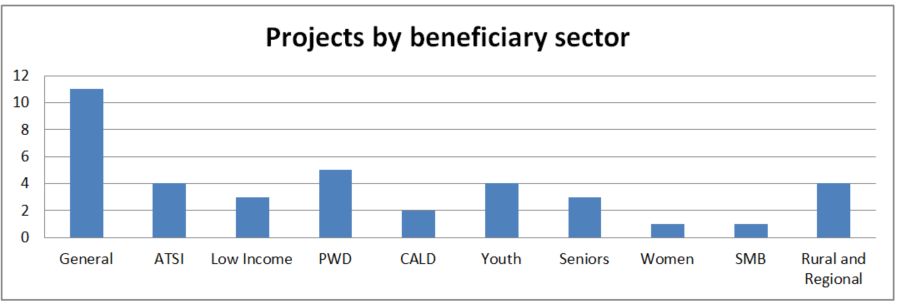 Projects by beneficiary sector
12
10
8
6
4
2
0
General ATSI Low Income PWD CALD Youth Seniors Women SMB Rural and
Regional